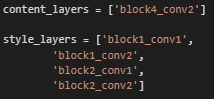 content_layers = ['block4_conv2']
style_layers = ['block1_conv1',
'block1_conv2',
'block2_conv1',
'block2_conv2']